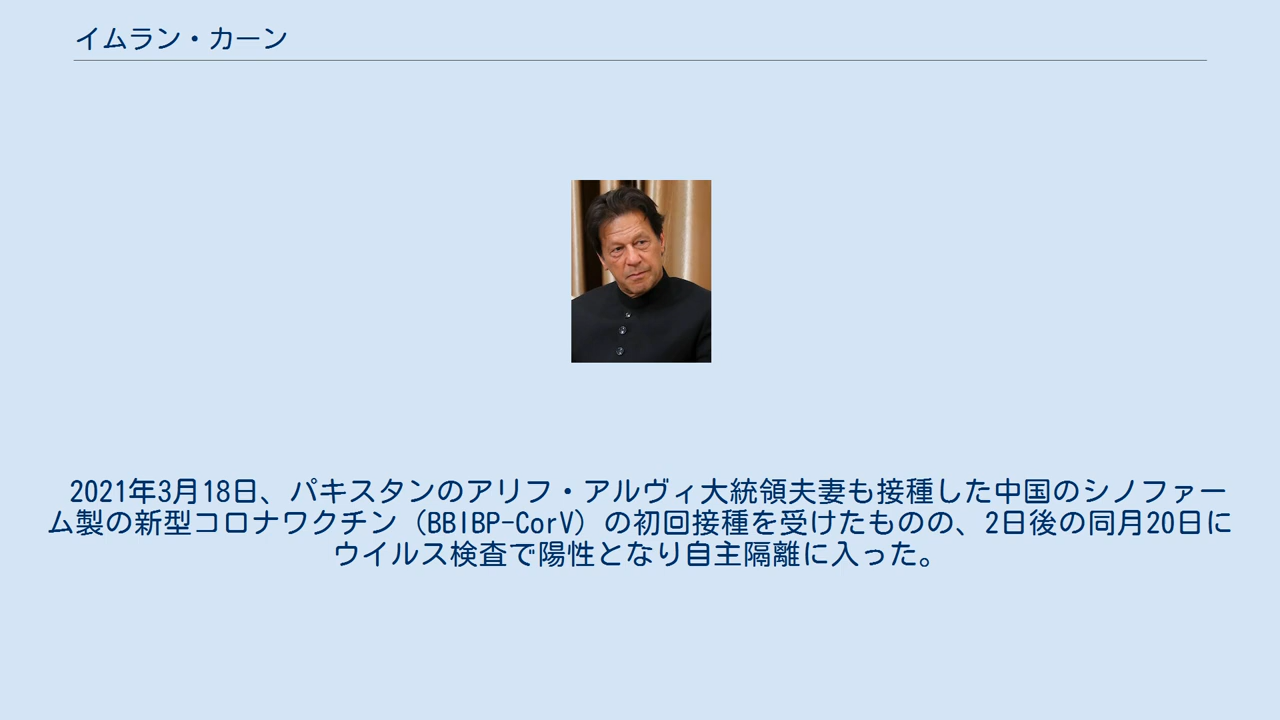 イムラン・カーン
2021年3月18日、パキスタンのアリフ・アルヴィ大統領夫妻も接種した中国のシノファー
ム製の新型コロナワクチン（BBIBP-CorV）の初回接種を受けたものの、2日後の同月20日に
ウイルス検査で陽性となり自主隔離に入った。